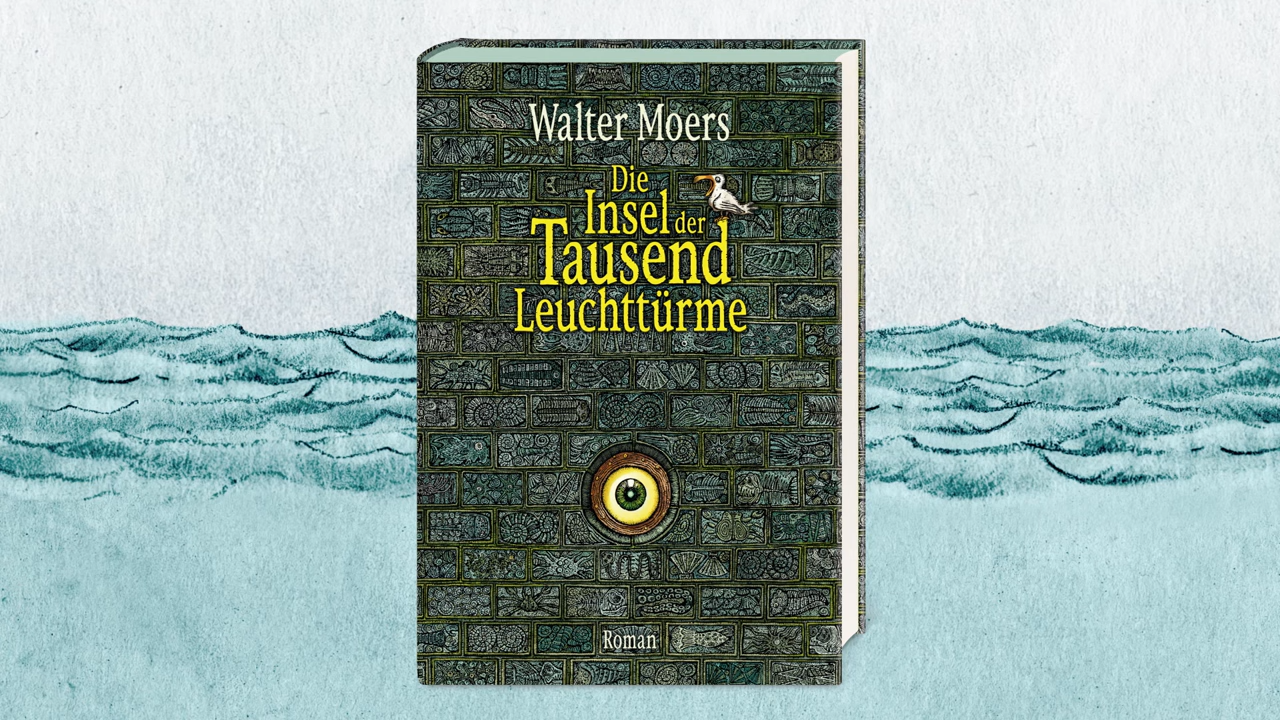 Walter Moers
Die
Insel der
Tausend
Leuchttürme
Roman